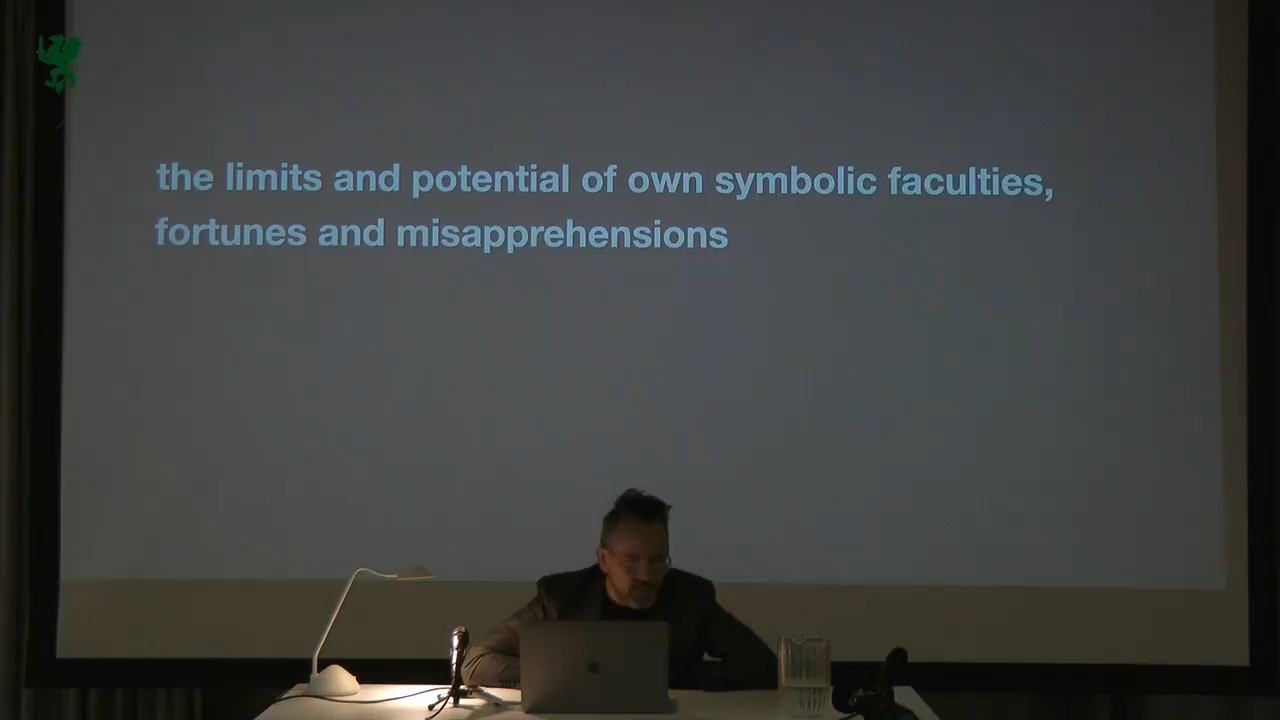 the limits and potential of own symbolic faculties,
fortunes and misapprehensions